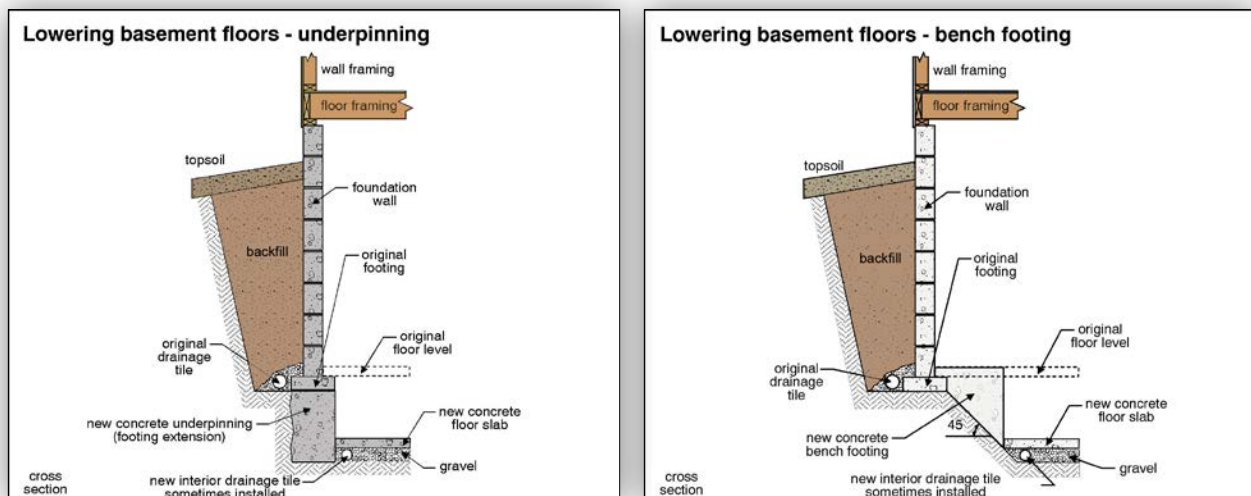 Lowering basement floors - underpinning
wall framing
floor framing
topsoil
foundation
wall
backfill
original
footing
original
floor level
original
drainage
tile
new concrete
floor slab
new concrete underpinning
(footing extension)
gravel
cross
section
new interior drainage tile
sometimes installed
Lowering basement floors - bench footing
wall framing
floor framing
topsoil
foundation
wall
backfill
original
footing
original
floor level
original
drainage
tile
new concrete
floor slab
45
new concrete
bench footing
gravel
cross
section
new interior drainage tile
sometimes installed